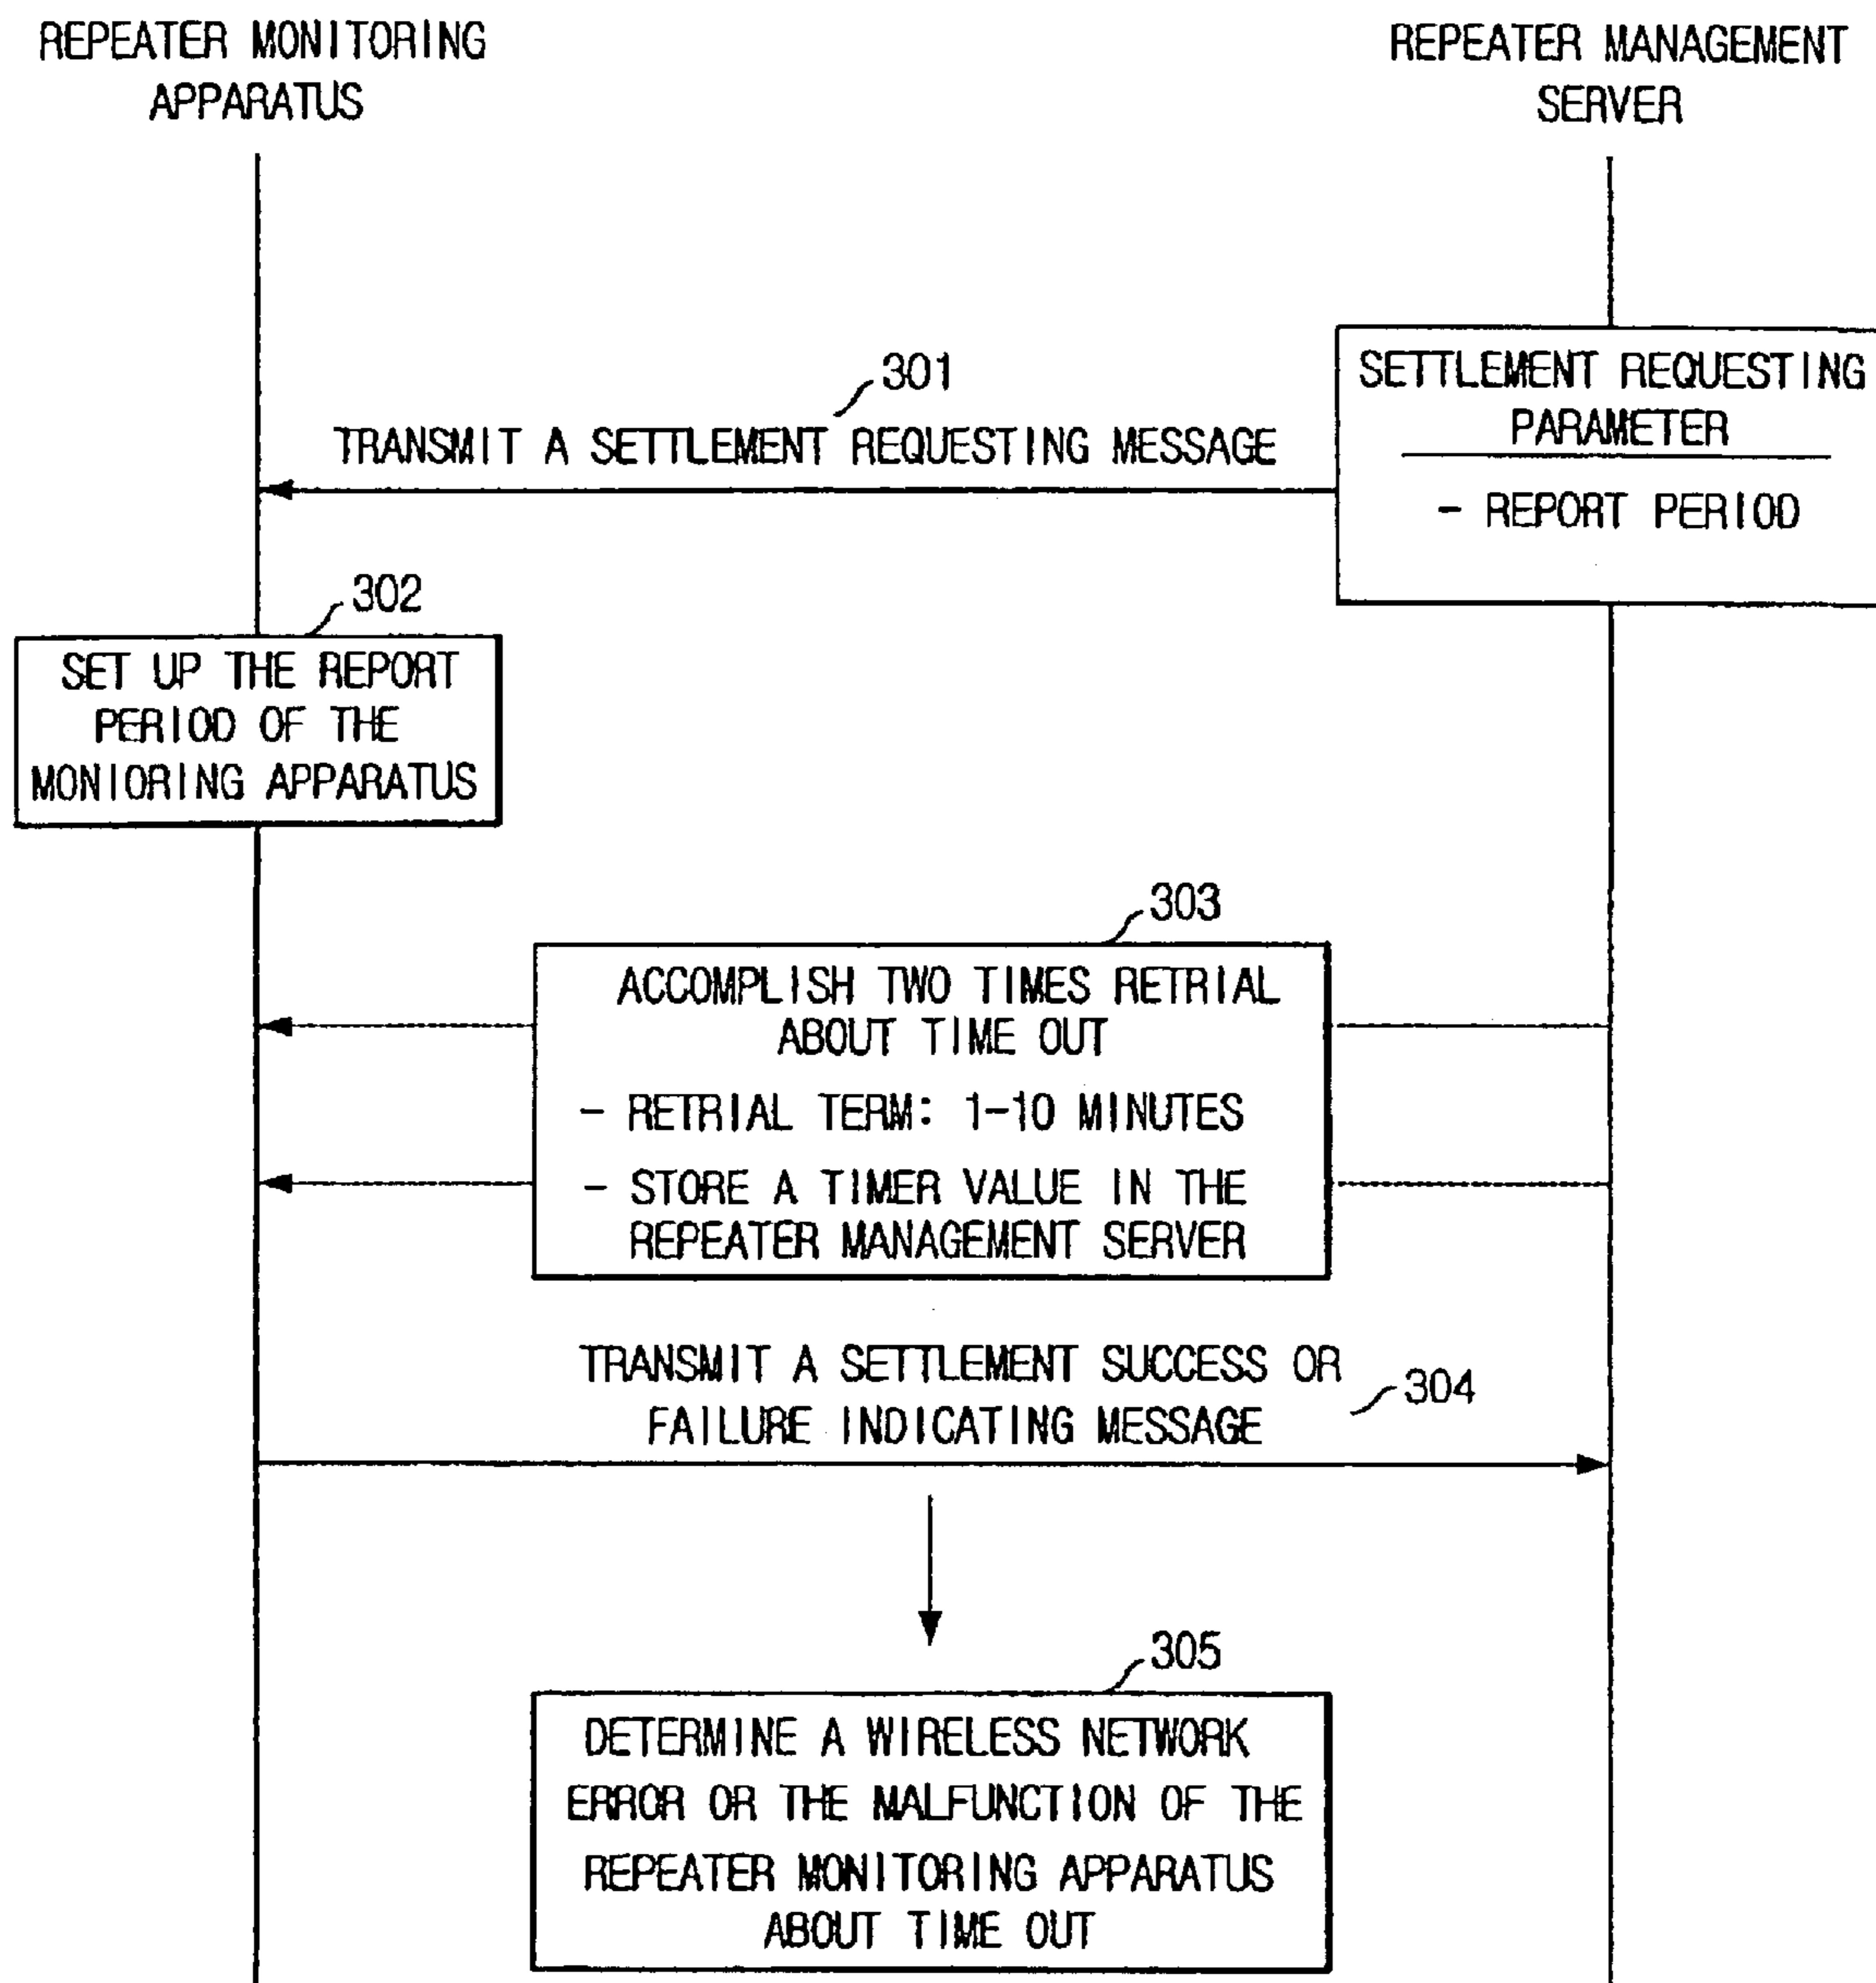 REPEATER MONITORING
APPARATUS
REPEATER MANAGEMENT
SERVER
301
TRANSMIT A SETTLEMENT REQUESTING MESSAGE
SETTLEMENT REQUESTING
PARAMETER
- REPORT PERIOD
302
SET UP THE REPORT
PERIOD OF THE
MONIORING APPARATUS
303
ACCOMPLISH TWO TIMES RETRIAL
ABOUT TIME OUT
- RETRIAL TERM: 1-10 MINUTES
- STORE A TIMER VALUE IN THE
REPEATER MANAGEMENT SERVER
TRANSMIT A SETTLEMENT SUCCESS OR
FAILURE INDICATING MESSAGE
304
305
DETERMINE A WIRELESS NETWORK
ERROR OR THE MALFUNCTION OF THE
REPEATER MONITORING APPARATUS
ABOUT TIME OUT